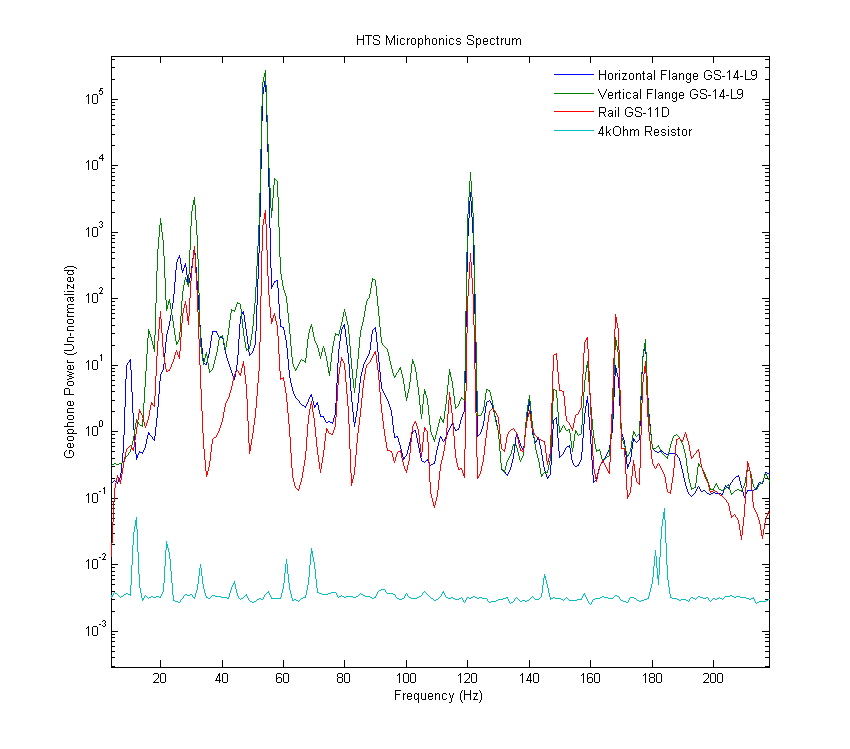 HTS Microphonics Spectrum
Horizontal Flange GS-14-L9
Vertical Flange GS-14-L9
Rail GS-11D
4kOhm Resistor
Geophone Power (Un-normalized)
10^5
10^4
10^3
10^2
10^1
10^0
10^-1
10^-2
10^-3
20 40 60 80 100 120 140 160 180 200
Frequency (Hz)